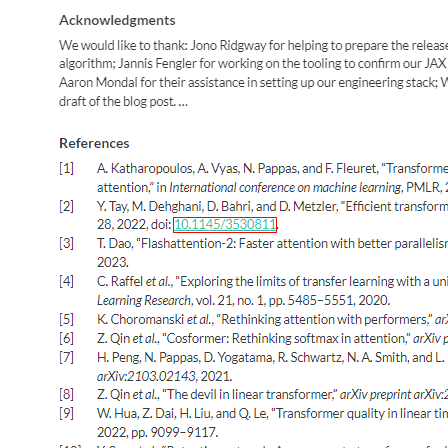 Acknowledgments
We would like to thank: Jono Ridgway for helping to prepare the release
algorithm; Jannis Fengler for working on the tooling to confirm our JAX
Aaron Mondal for their assistance in setting up our engineering stack; W
draft of the blog post. ...
References
[1] A. Katharopoulos, A. Vyas, N. Pappas, and F. Fleuret, “Transforme
attention,” in International conference on machine learning, PMLR, 2
[2] Y. Tay, M. Dehghani, D. Bahri, and D. Metzler, “Efficient transform
28, 2022, doi: 10.1145/3530811.
[3] T. Dao, “Flashattention-2: Faster attention with better parallelis
2023.
[4] C. Raffel et al., “Exploring the limits of transfer learning with a uni
Learning Research, vol. 21, no. 1, pp. 5485–5551, 2020.
[5] K. Choromanski et al., “Rethinking attention with performers,” ar
[6] Z. Qin et al., “Cosformer: Rethinking softmax in attention,” arXiv p
[7] H. Peng, N. Pappas, D. Yogatama, R. Schwartz, N. A. Smith, and L.
arXiv:2103.02143, 2021.
[8] Z. Qin et al., “The devil in linear transformer,” arXiv preprint arXiv:2
[9] W. Hua, Z. Dai, H. Liu, and Q. Le, “Transformer quality in linear tim
2022, pp. 9099–9117.